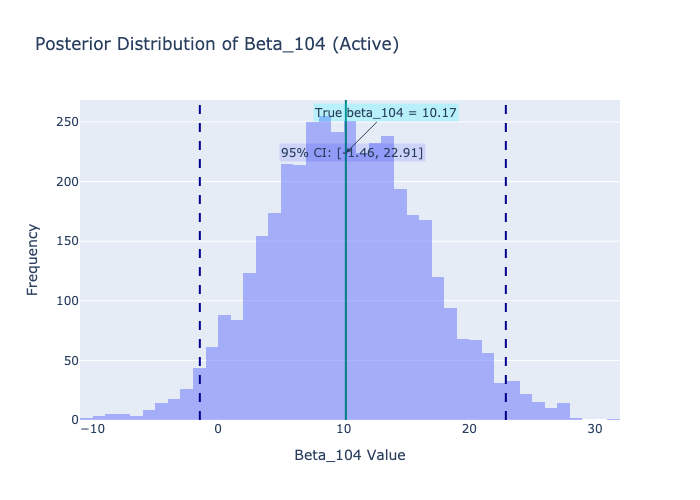 Posterior Distribution of Beta_104 (Active)
True beta_104 = 10.17
95% CI: [-1.46, 22.91]
250
200
150
100
50
0
Frequency
−10
0
10
20
30
Beta_104 Value